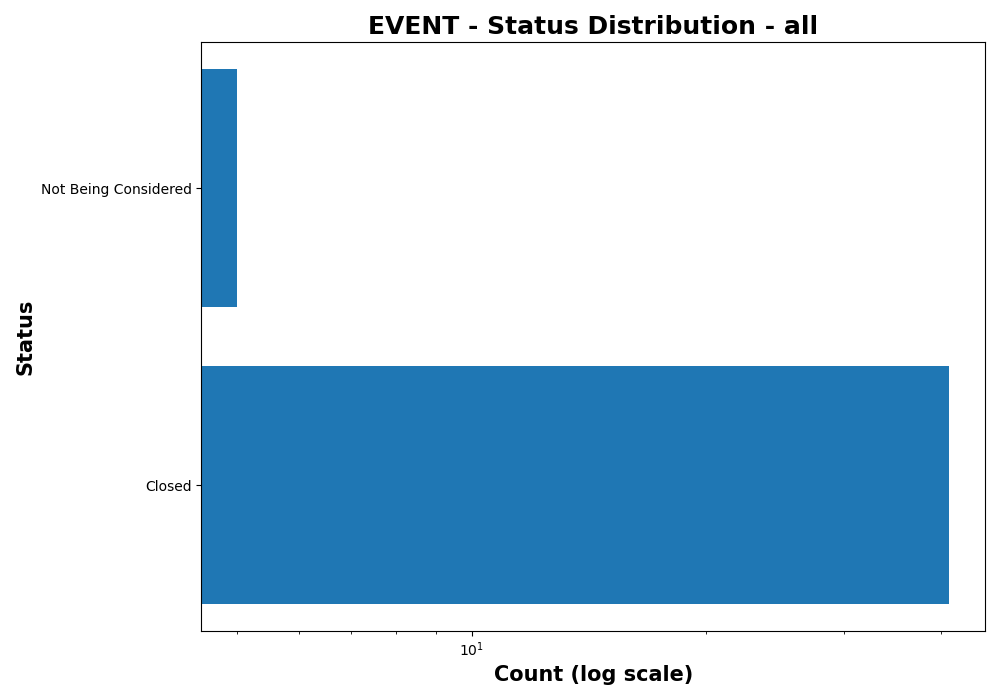 EVENT - Status Distribution - all
Not Being Considered
Status
Closed
10¹
Count (log scale)